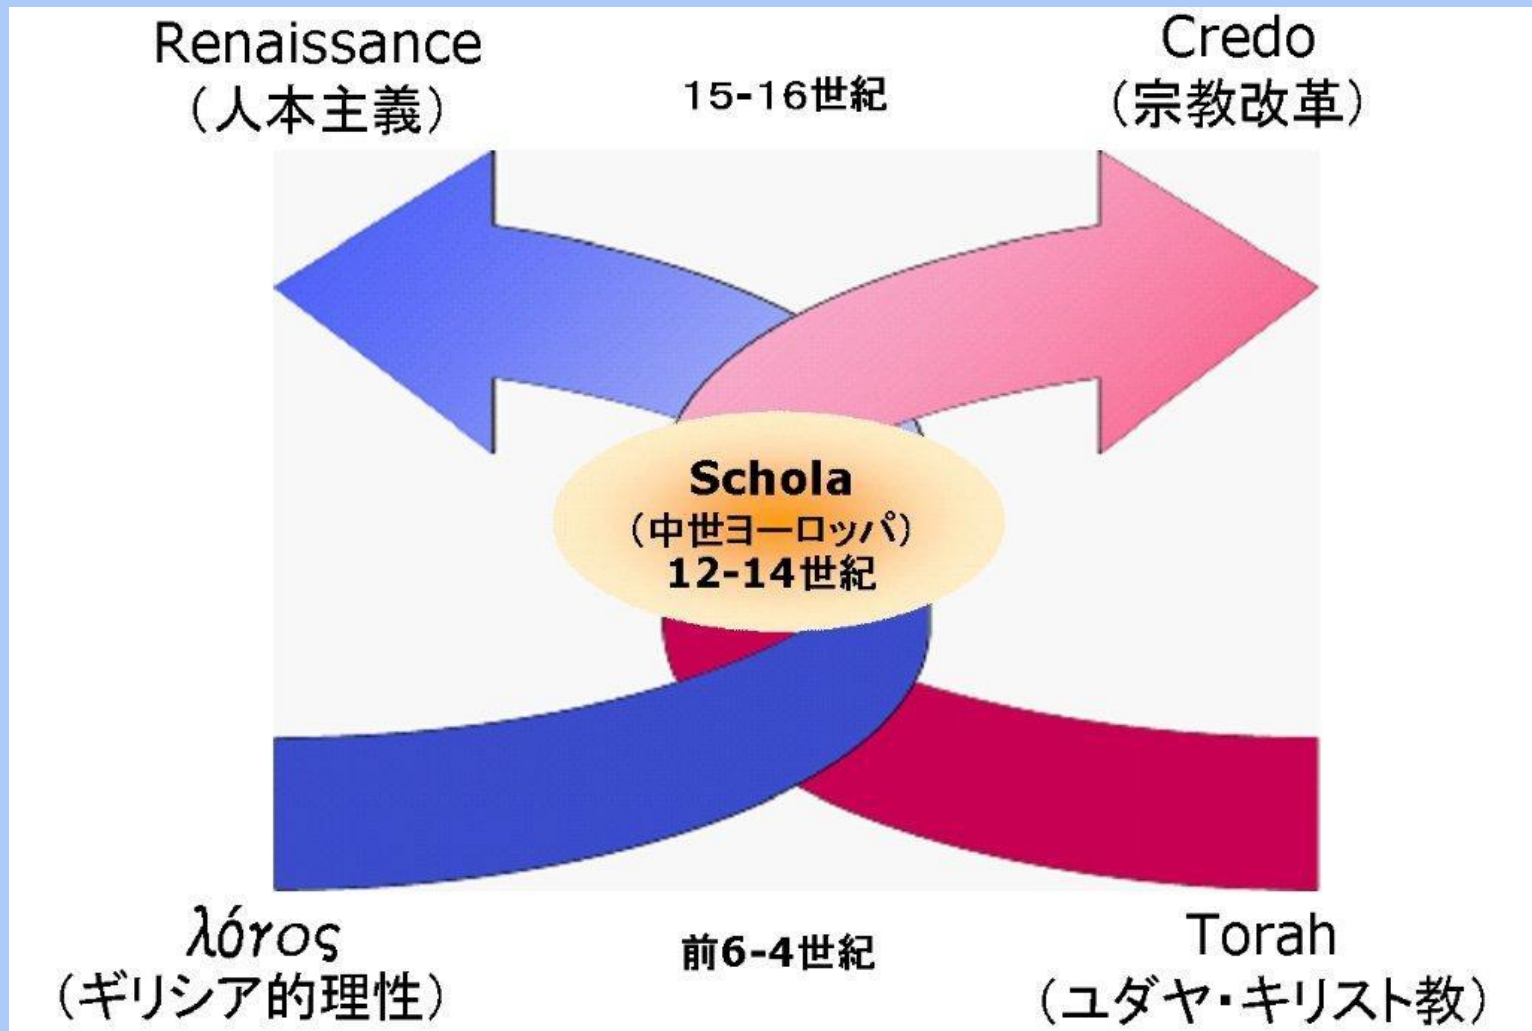 Renaissance
（人本主義）
15-16世紀
Credo
（宗教改革）
Schola
（中世ヨーロッパ）
12-14世紀
λóγος
（ギリシア的理性）
前6-4世紀
Torah
（ユダヤ・キリスト教）